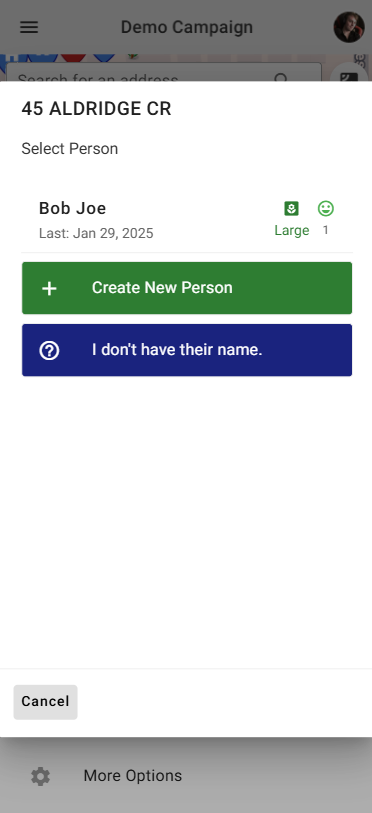 Demo Campaign
Search for an address
45 ALDRIDGE CR
Select Person
Bob Joe
Last: Jan 29, 2025
Large
1
Create New Person
I don't have their name.
Cancel
More Options